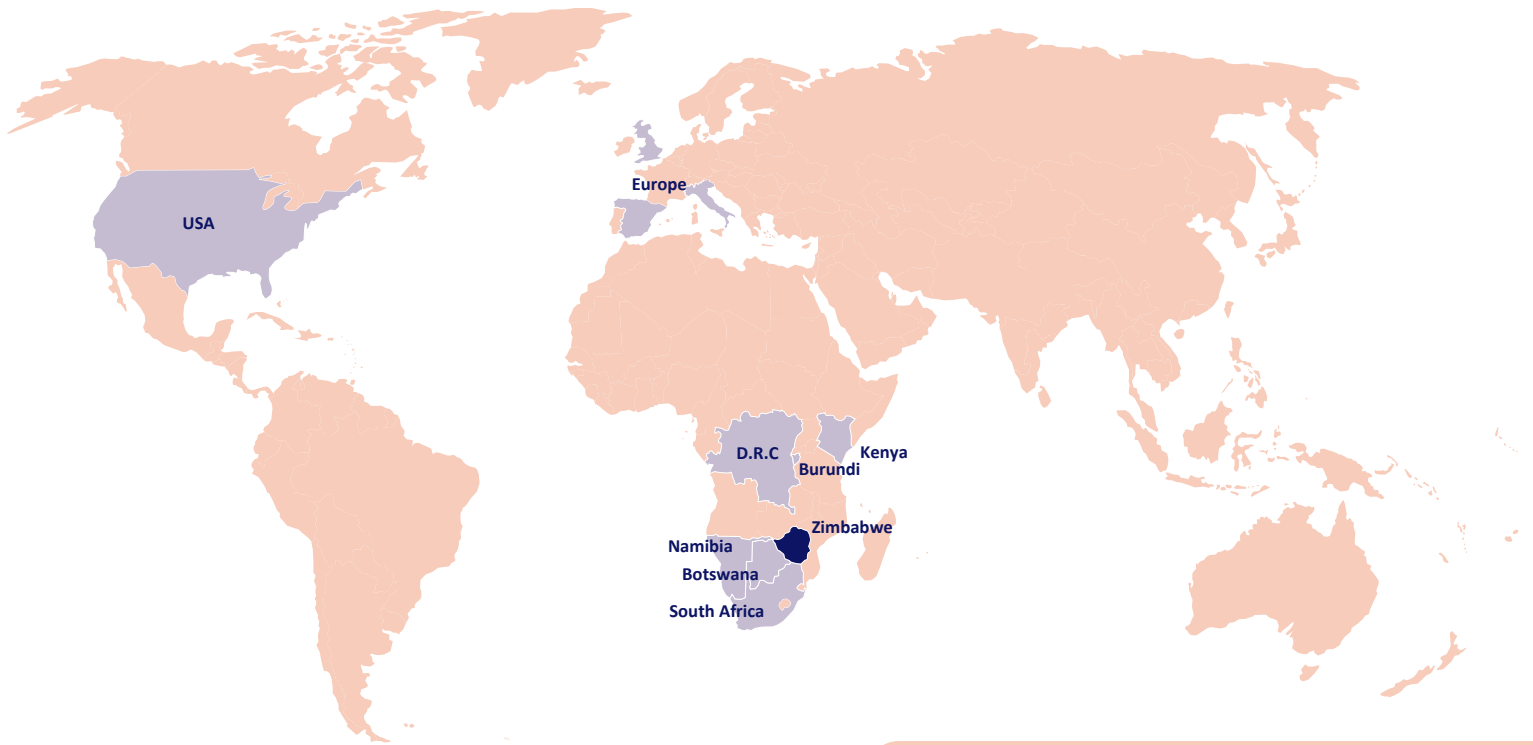 Europe
USA
D.R.C
Kenya
Burundi
Zimbabwe
Namibia
Botswana
South Africa